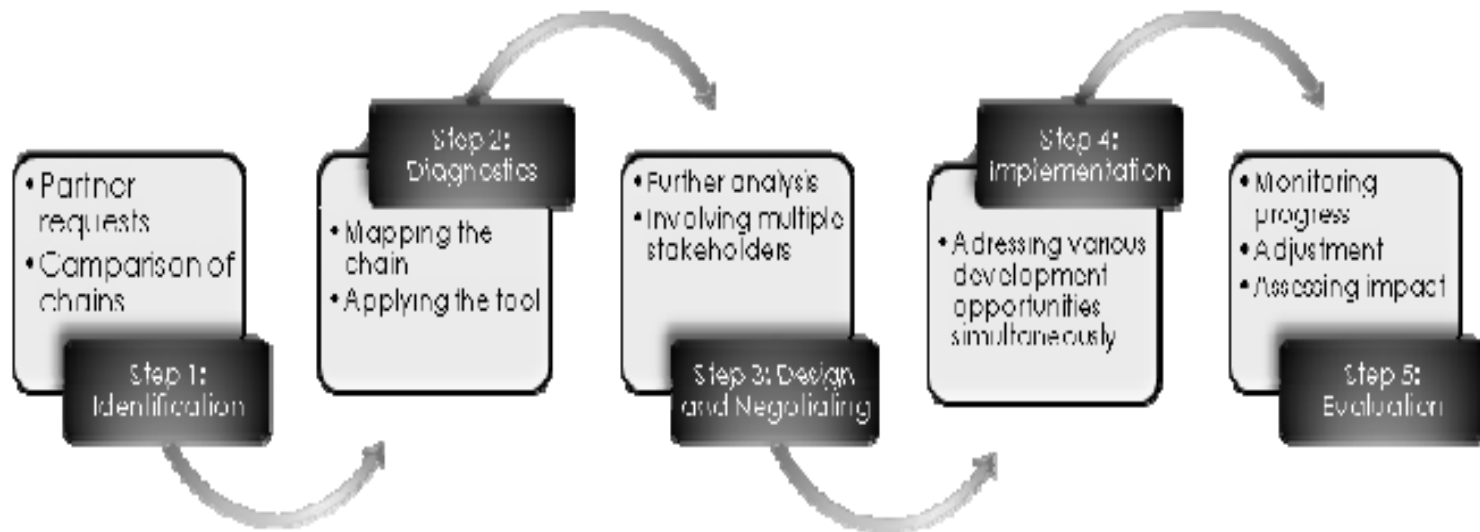 • Partner
requests
• Comparison of
chains
Step 1:
Identification
Step 2:
Diagnostics
• Mapping the
chain
• Applying the tool
• Further analysis
• Involving multiple
stakeholders
Step 3: Design
and Negotiating
Step 4:
Implementation
• Adressing various
development
opportunities
simultaneously
• Monitoring
progress
• Adjustment
• Assessing impact
Step 5:
Evaluation